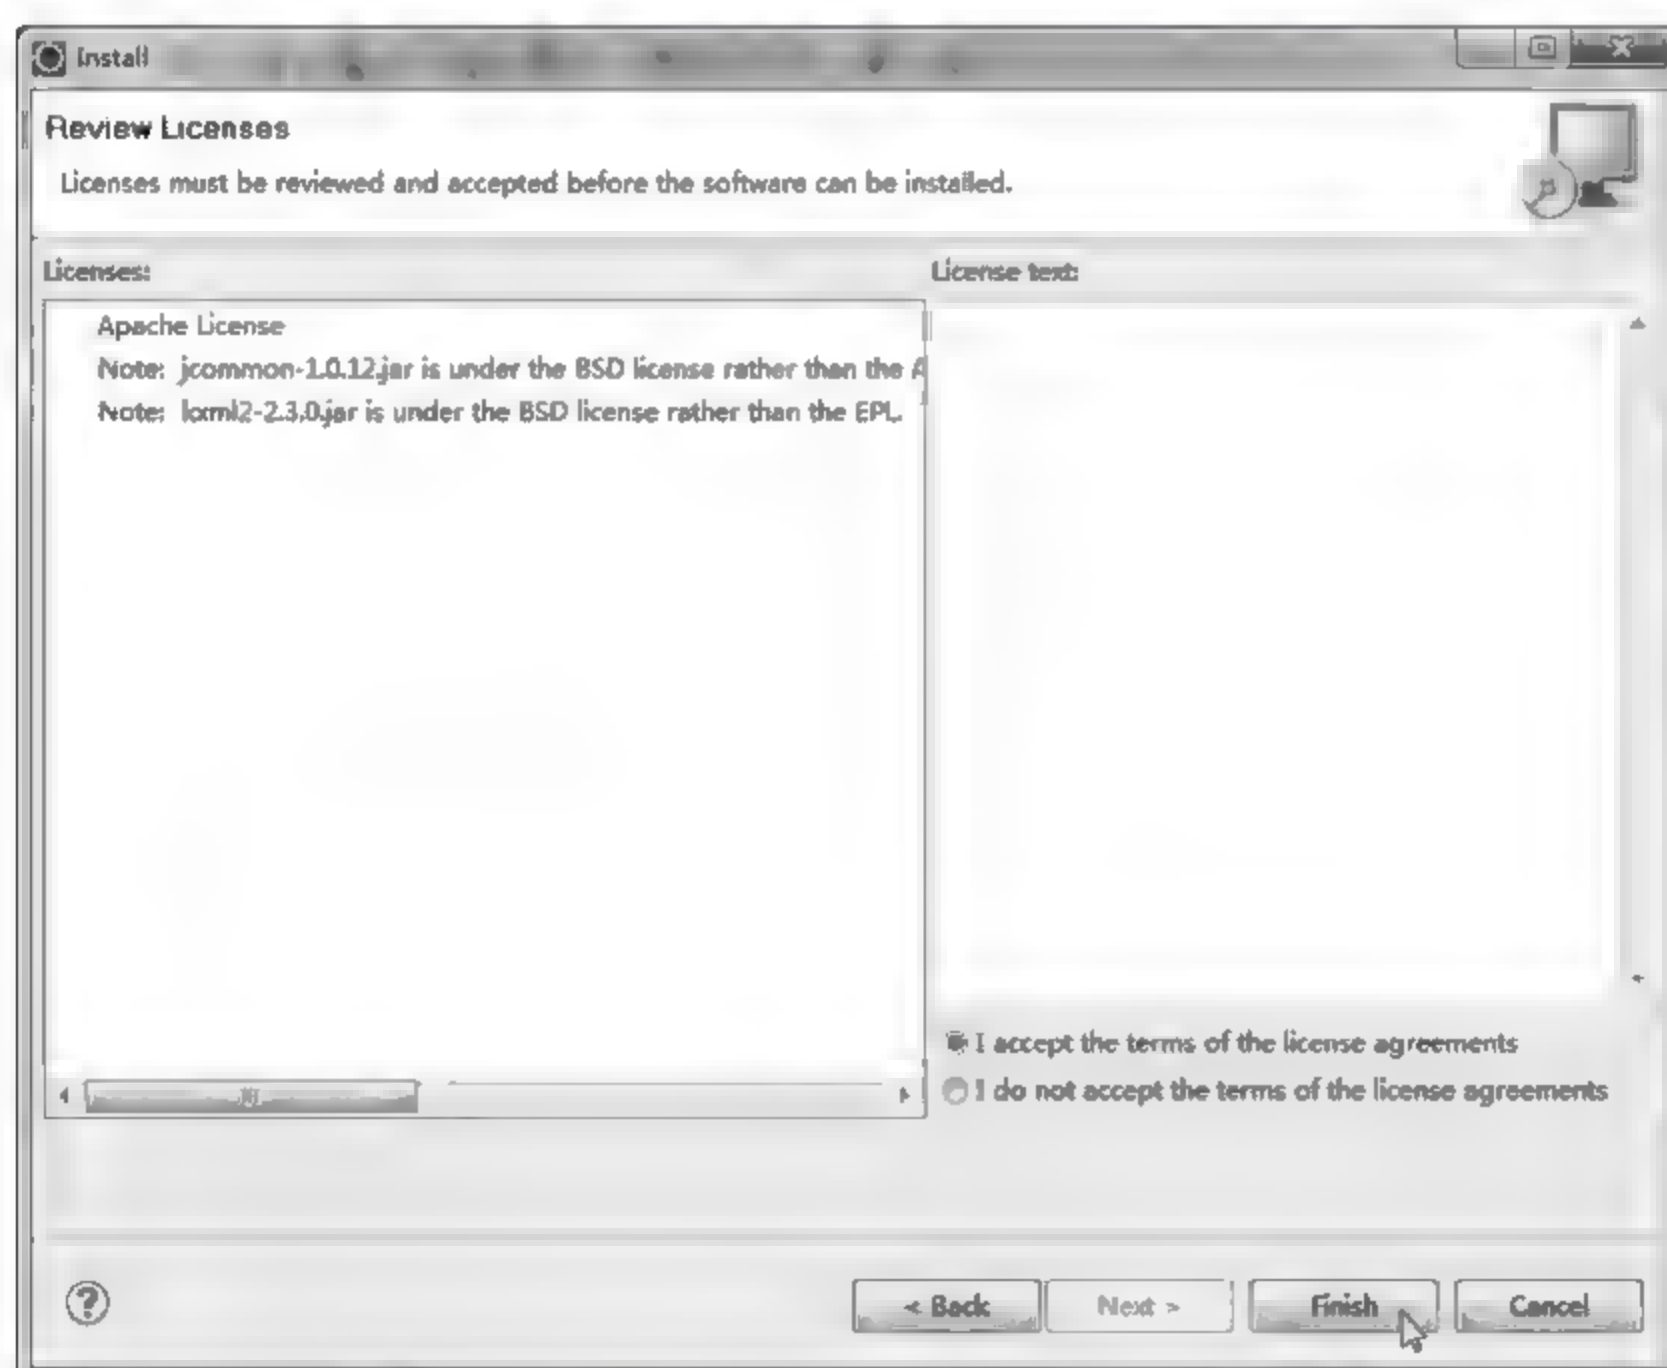 Install
Review Licenses
Licenses must be reviewed and accepted before the software can be installed.
Licenses:
License text:
Apache License
Note: jcommon-1.0.12.jar is under the BSD license rather than the A
Note: kxml2-2.3.0.jar is under the BSD license rather than the EPL.
I accept the terms of the license agreements
I do not accept the terms of the license agreements
?
< Back
Next >
Finish
Cancel